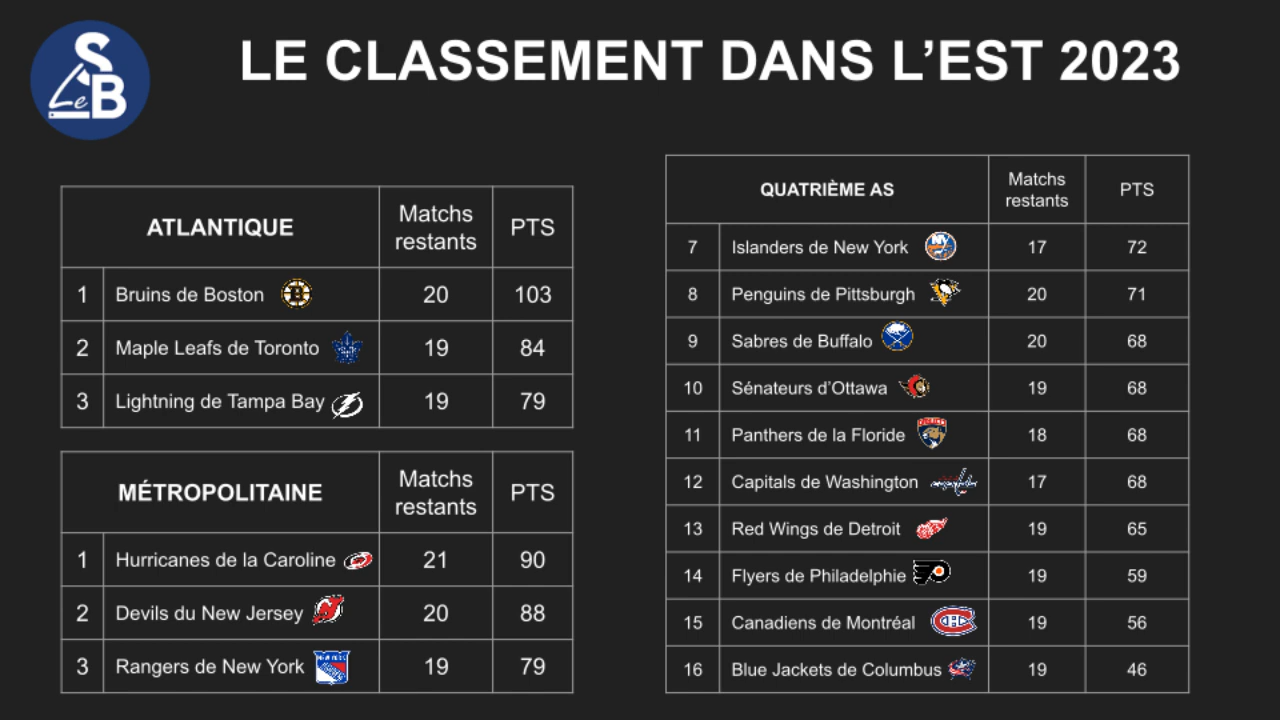 S
Le B
LE CLASSEMENT DANS L’EST 2023
ATLANTIQUE Matchs restants PTS
1 Bruins de Boston 20 103
2 Maple Leafs de Toronto 19 84
3 Lightning de Tampa Bay 19 79
MÉTROPOLITAINE Matchs restants PTS
1 Hurricanes de la Caroline 21 90
2 Devils du New Jersey 20 88
3 Rangers de New York 19 79
QUATRIÈME AS Matchs restants PTS
7 Islanders de New York 17 72
8 Penguins de Pittsburgh 20 71
9 Sabres de Buffalo 20 68
10 Sénateurs d’Ottawa 19 68
11 Panthers de la Floride 18 68
12 Capitals de Washington 17 68
13 Red Wings de Detroit 19 65
14 Flyers de Philadelphie 19 59
15 Canadiens de Montréal 19 56
16 Blue Jackets de Columbus 19 46